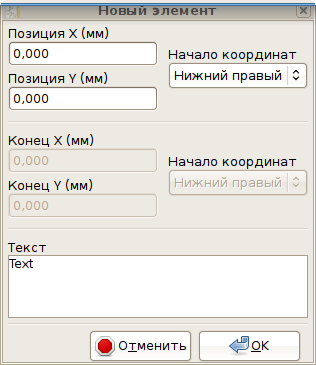 Новый элемент
Позиция X (мм)
0,000
Начало координат
Нижний правый
Позиция Y (мм)
0,000
Конец X (мм)
0,000
Начало координат
Нижний правый
Конец Y (мм)
0,000
Текст
Text
Отменить
OK